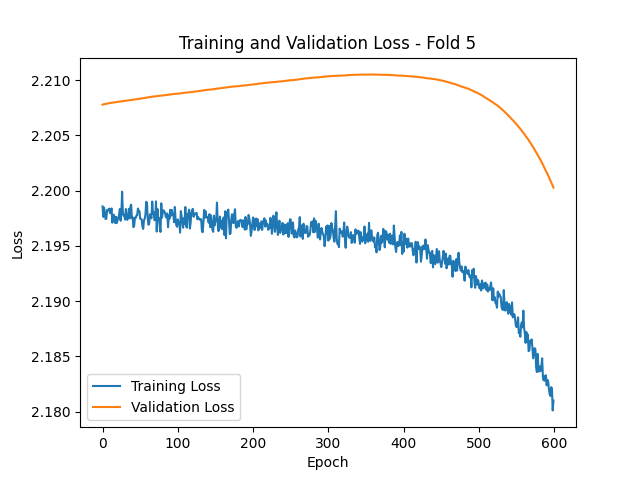 Training and Validation Loss - Fold 5
Loss
2.210
2.205
2.200
2.195
2.190
2.185
2.180
Training Loss
Validation Loss
0 100 200 300 400 500 600
Epoch